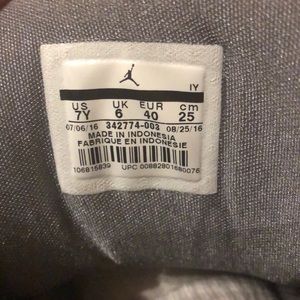 IY
US UK EUR cm
7Y 6 40 25
07/06/16 342774-003 08/25/16
MADE IN INDONESIA
FABRIQUE EN INDONESIE
106815839 UPC 00882801680076